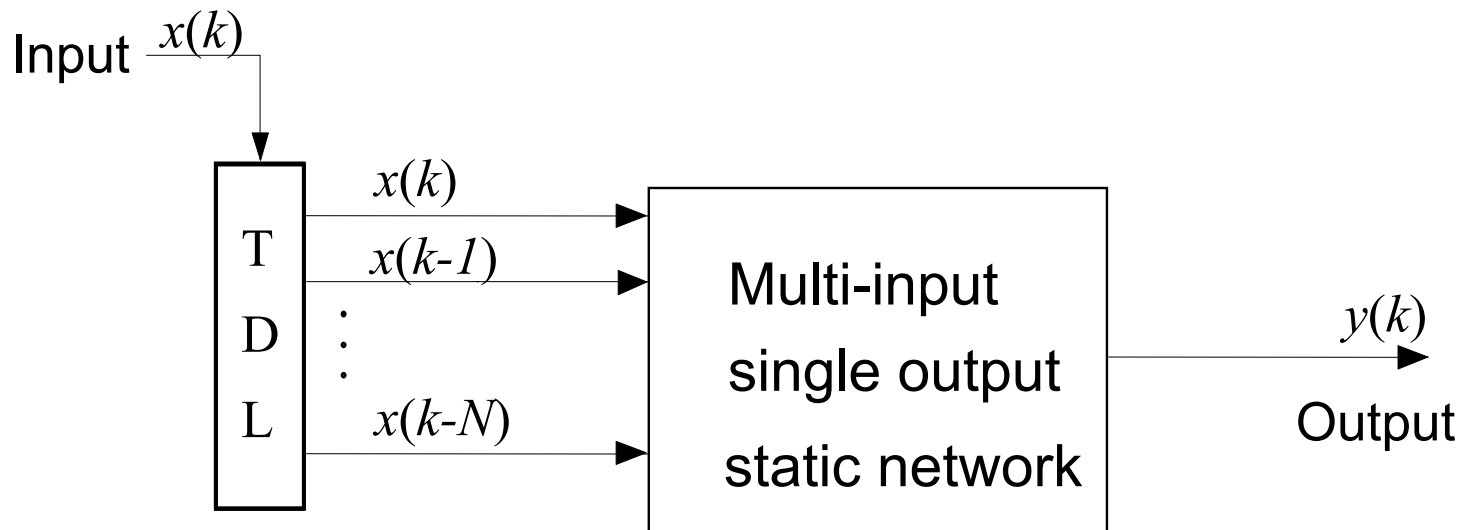 Input x(k)
T
D
L
x(k)
x(k-1)
x(k-N)
Multi-input
single output
static network
y(k)
Output